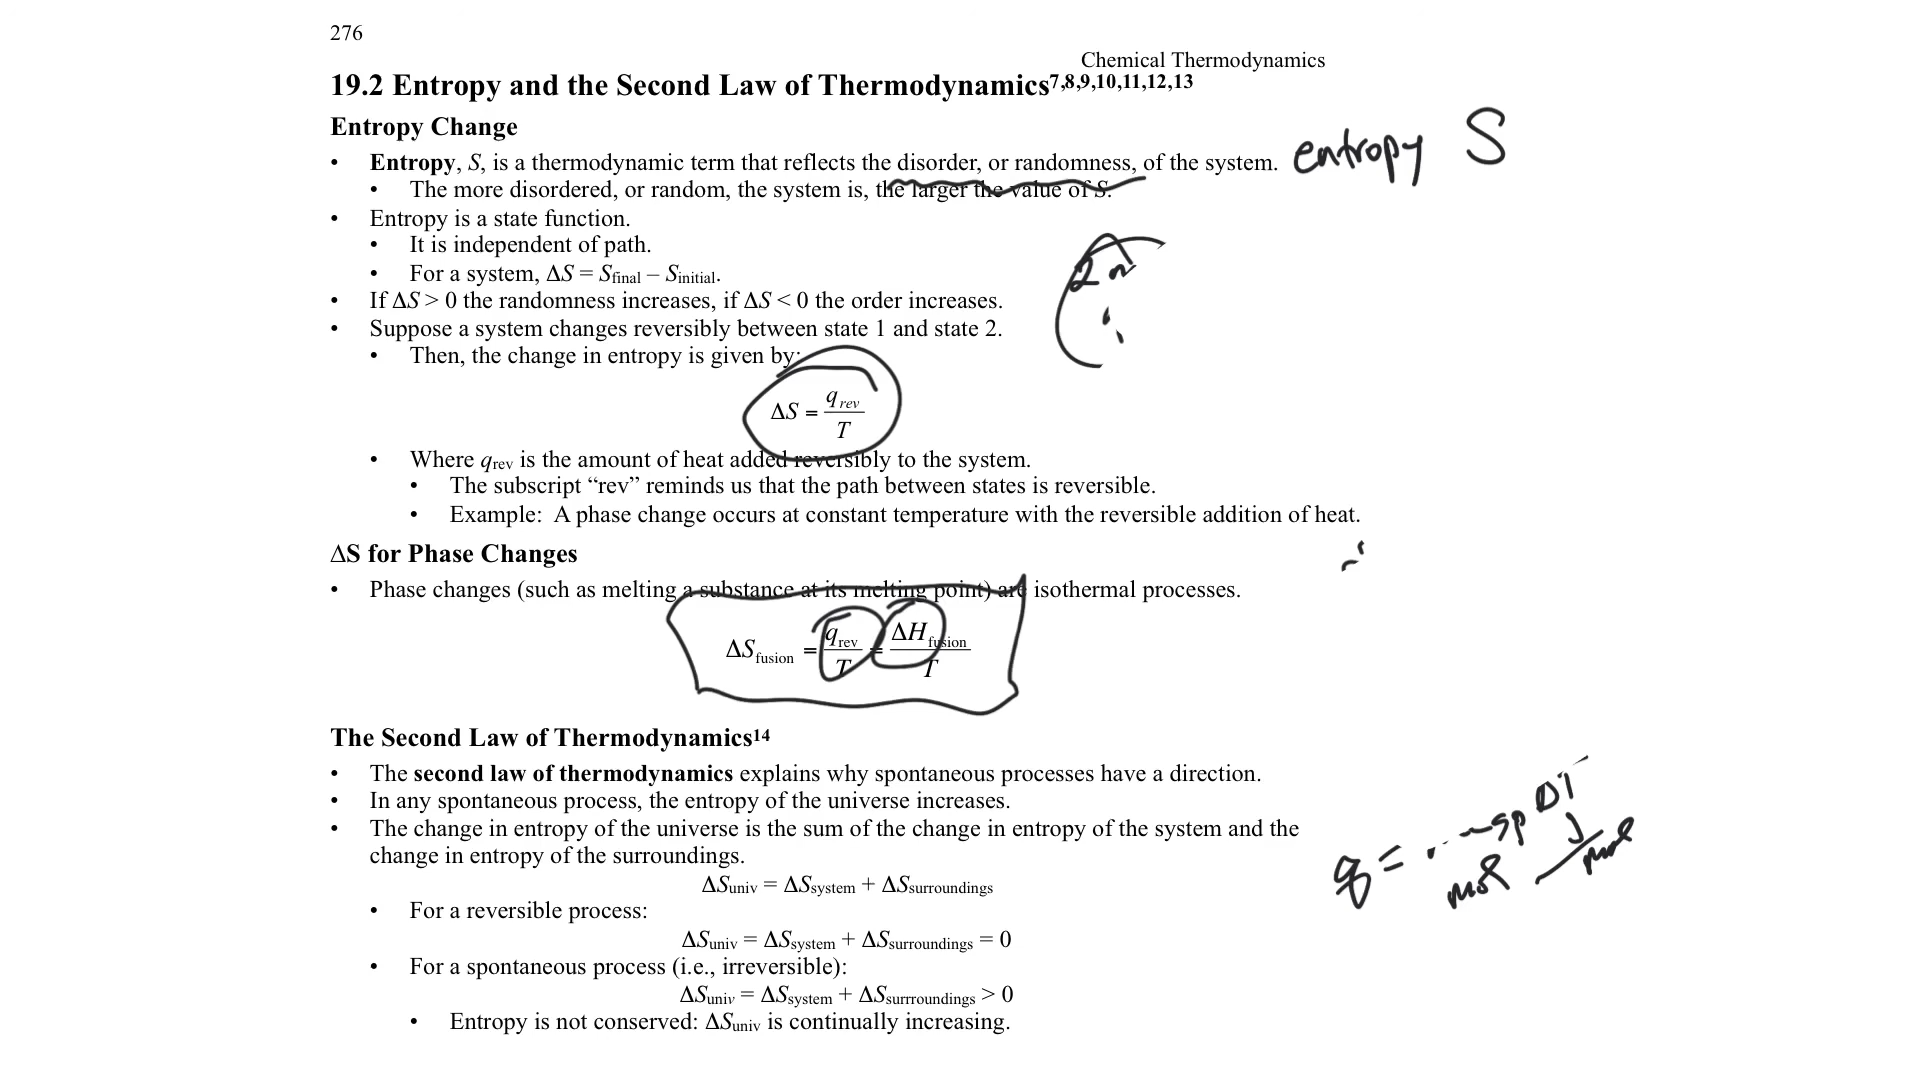 276
Chemical Thermodynamics
19.2 Entropy and the Second Law of Thermodynamics7,8,9,10,11,12,13
Entropy Change
• Entropy, S, is a thermodynamic term that reflects the disorder, or randomness, of the system. entropy S
• The more disordered, or random, the system is, the larger the value of S.
• Entropy is a state function.
• It is independent of path.
• For a system, ΔS = Sfinal – Sinitial.
• If ΔS > 0 the randomness increases, if ΔS < 0 the order increases.
• Suppose a system changes reversibly between state 1 and state 2.
• Then, the change in entropy is given by:
ΔS = qrev / T
• Where qrev is the amount of heat added reversibly to the system.
• The subscript “rev” reminds us that the path between states is reversible.
• Example: A phase change occurs at constant temperature with the reversible addition of heat.
ΔS for Phase Changes
• Phase changes (such as melting a substance at its melting point) are isothermal processes.
ΔSfusion = qrev / T = ΔHfusion / T
The Second Law of Thermodynamics14
• The second law of thermodynamics explains why spontaneous processes have a direction.
• In any spontaneous process, the entropy of the universe increases.
• The change in entropy of the universe is the sum of the change in entropy of the system and the
change in entropy of the surroundings.
ΔSuniv = ΔSsystem + ΔSsurroundings
• For a reversible process:
ΔSuniv = ΔSsystem + ΔSsurroundings = 0
• For a spontaneous process (i.e., irreversible):
ΔSuniv = ΔSsystem + ΔSsurrroundings > 0
• Entropy is not conserved: ΔSuniv is continually increasing.
q =
mol J/mol